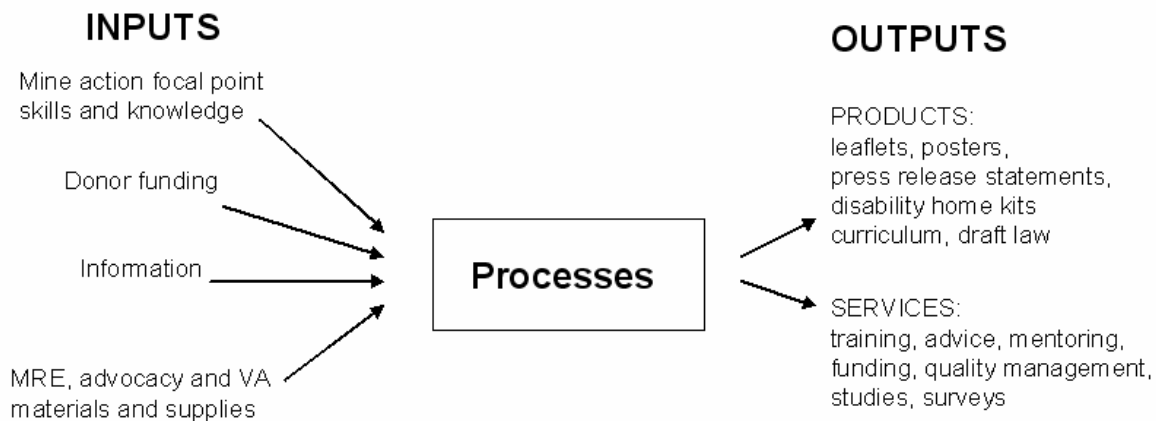 INPUTS
Mine action focal point
skills and knowledge
Donor funding
Information
MRE, advocacy and VA
materials and supplies
Processes
OUTPUTS
PRODUCTS:
leaflets, posters,
press release statements,
disability home kits
curriculum, draft law
SERVICES:
training, advice, mentoring,
funding, quality management,
studies, surveys